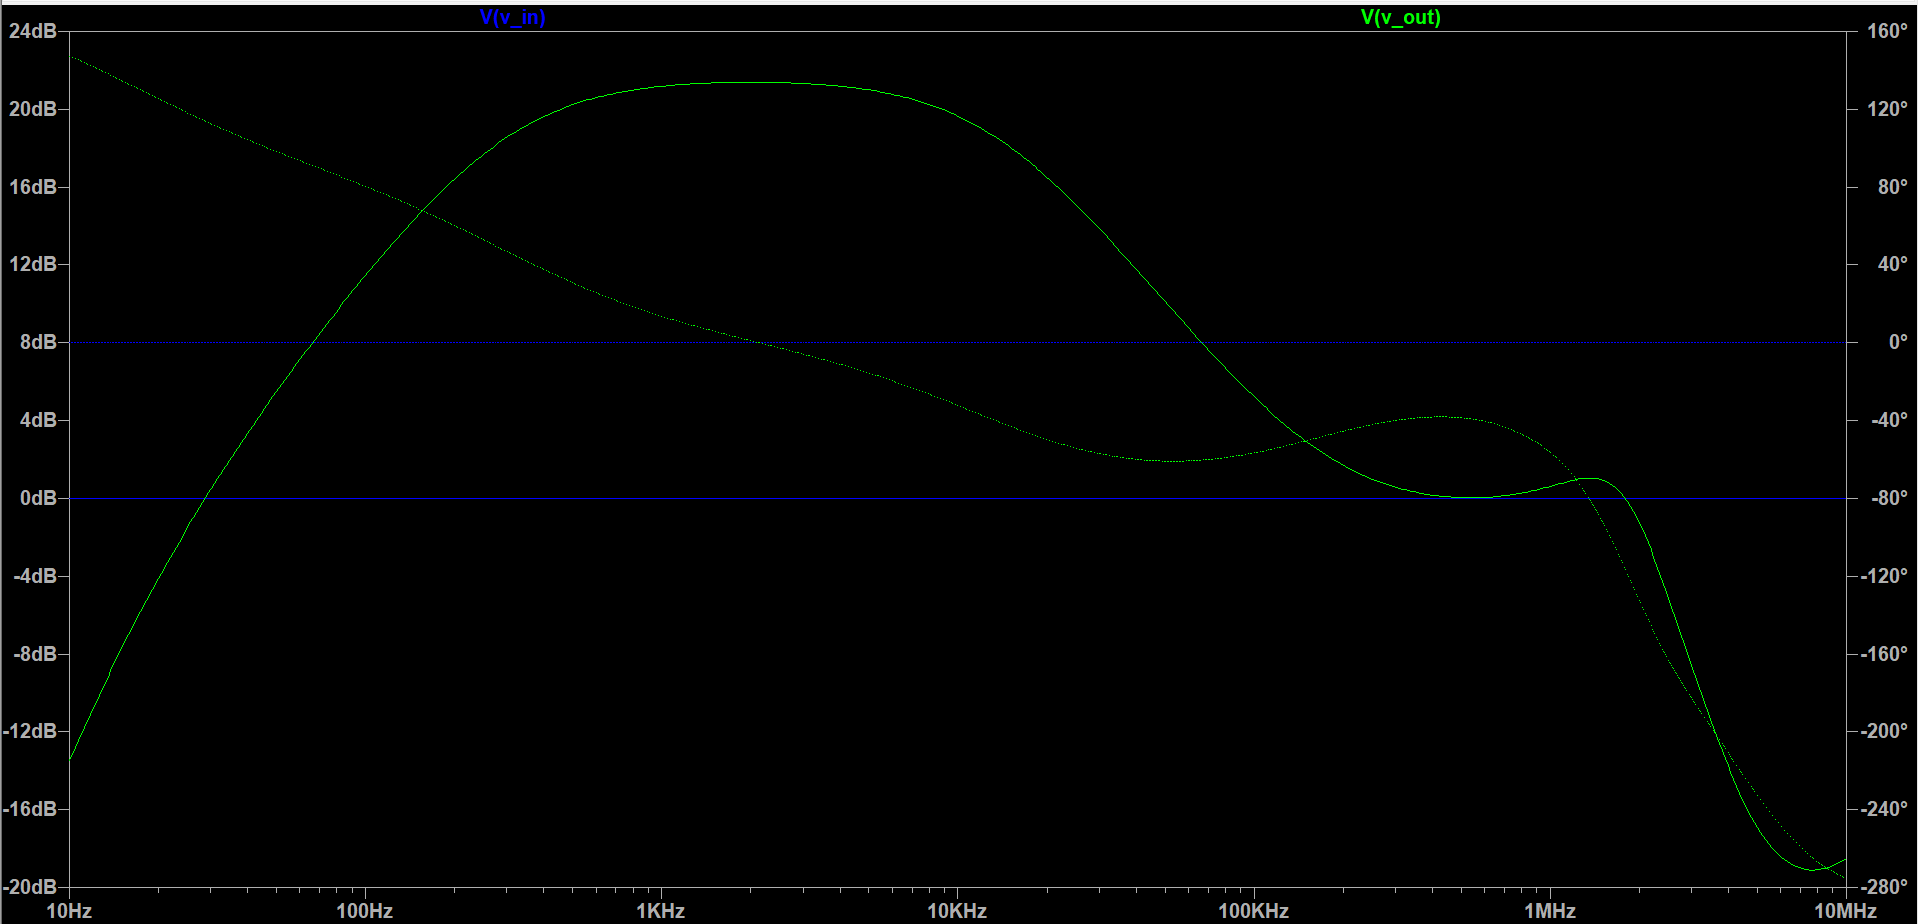 V(v_in) V(v_out)
24dB 160°
20dB 120°
16dB 80°
12dB 40°
8dB 0°
4dB -40°
0dB -80°
-4dB -120°
-8dB -160°
-12dB -200°
-16dB -240°
-20dB -280°
10Hz 100Hz 1KHz 10KHz 100KHz 1MHz 10MHz